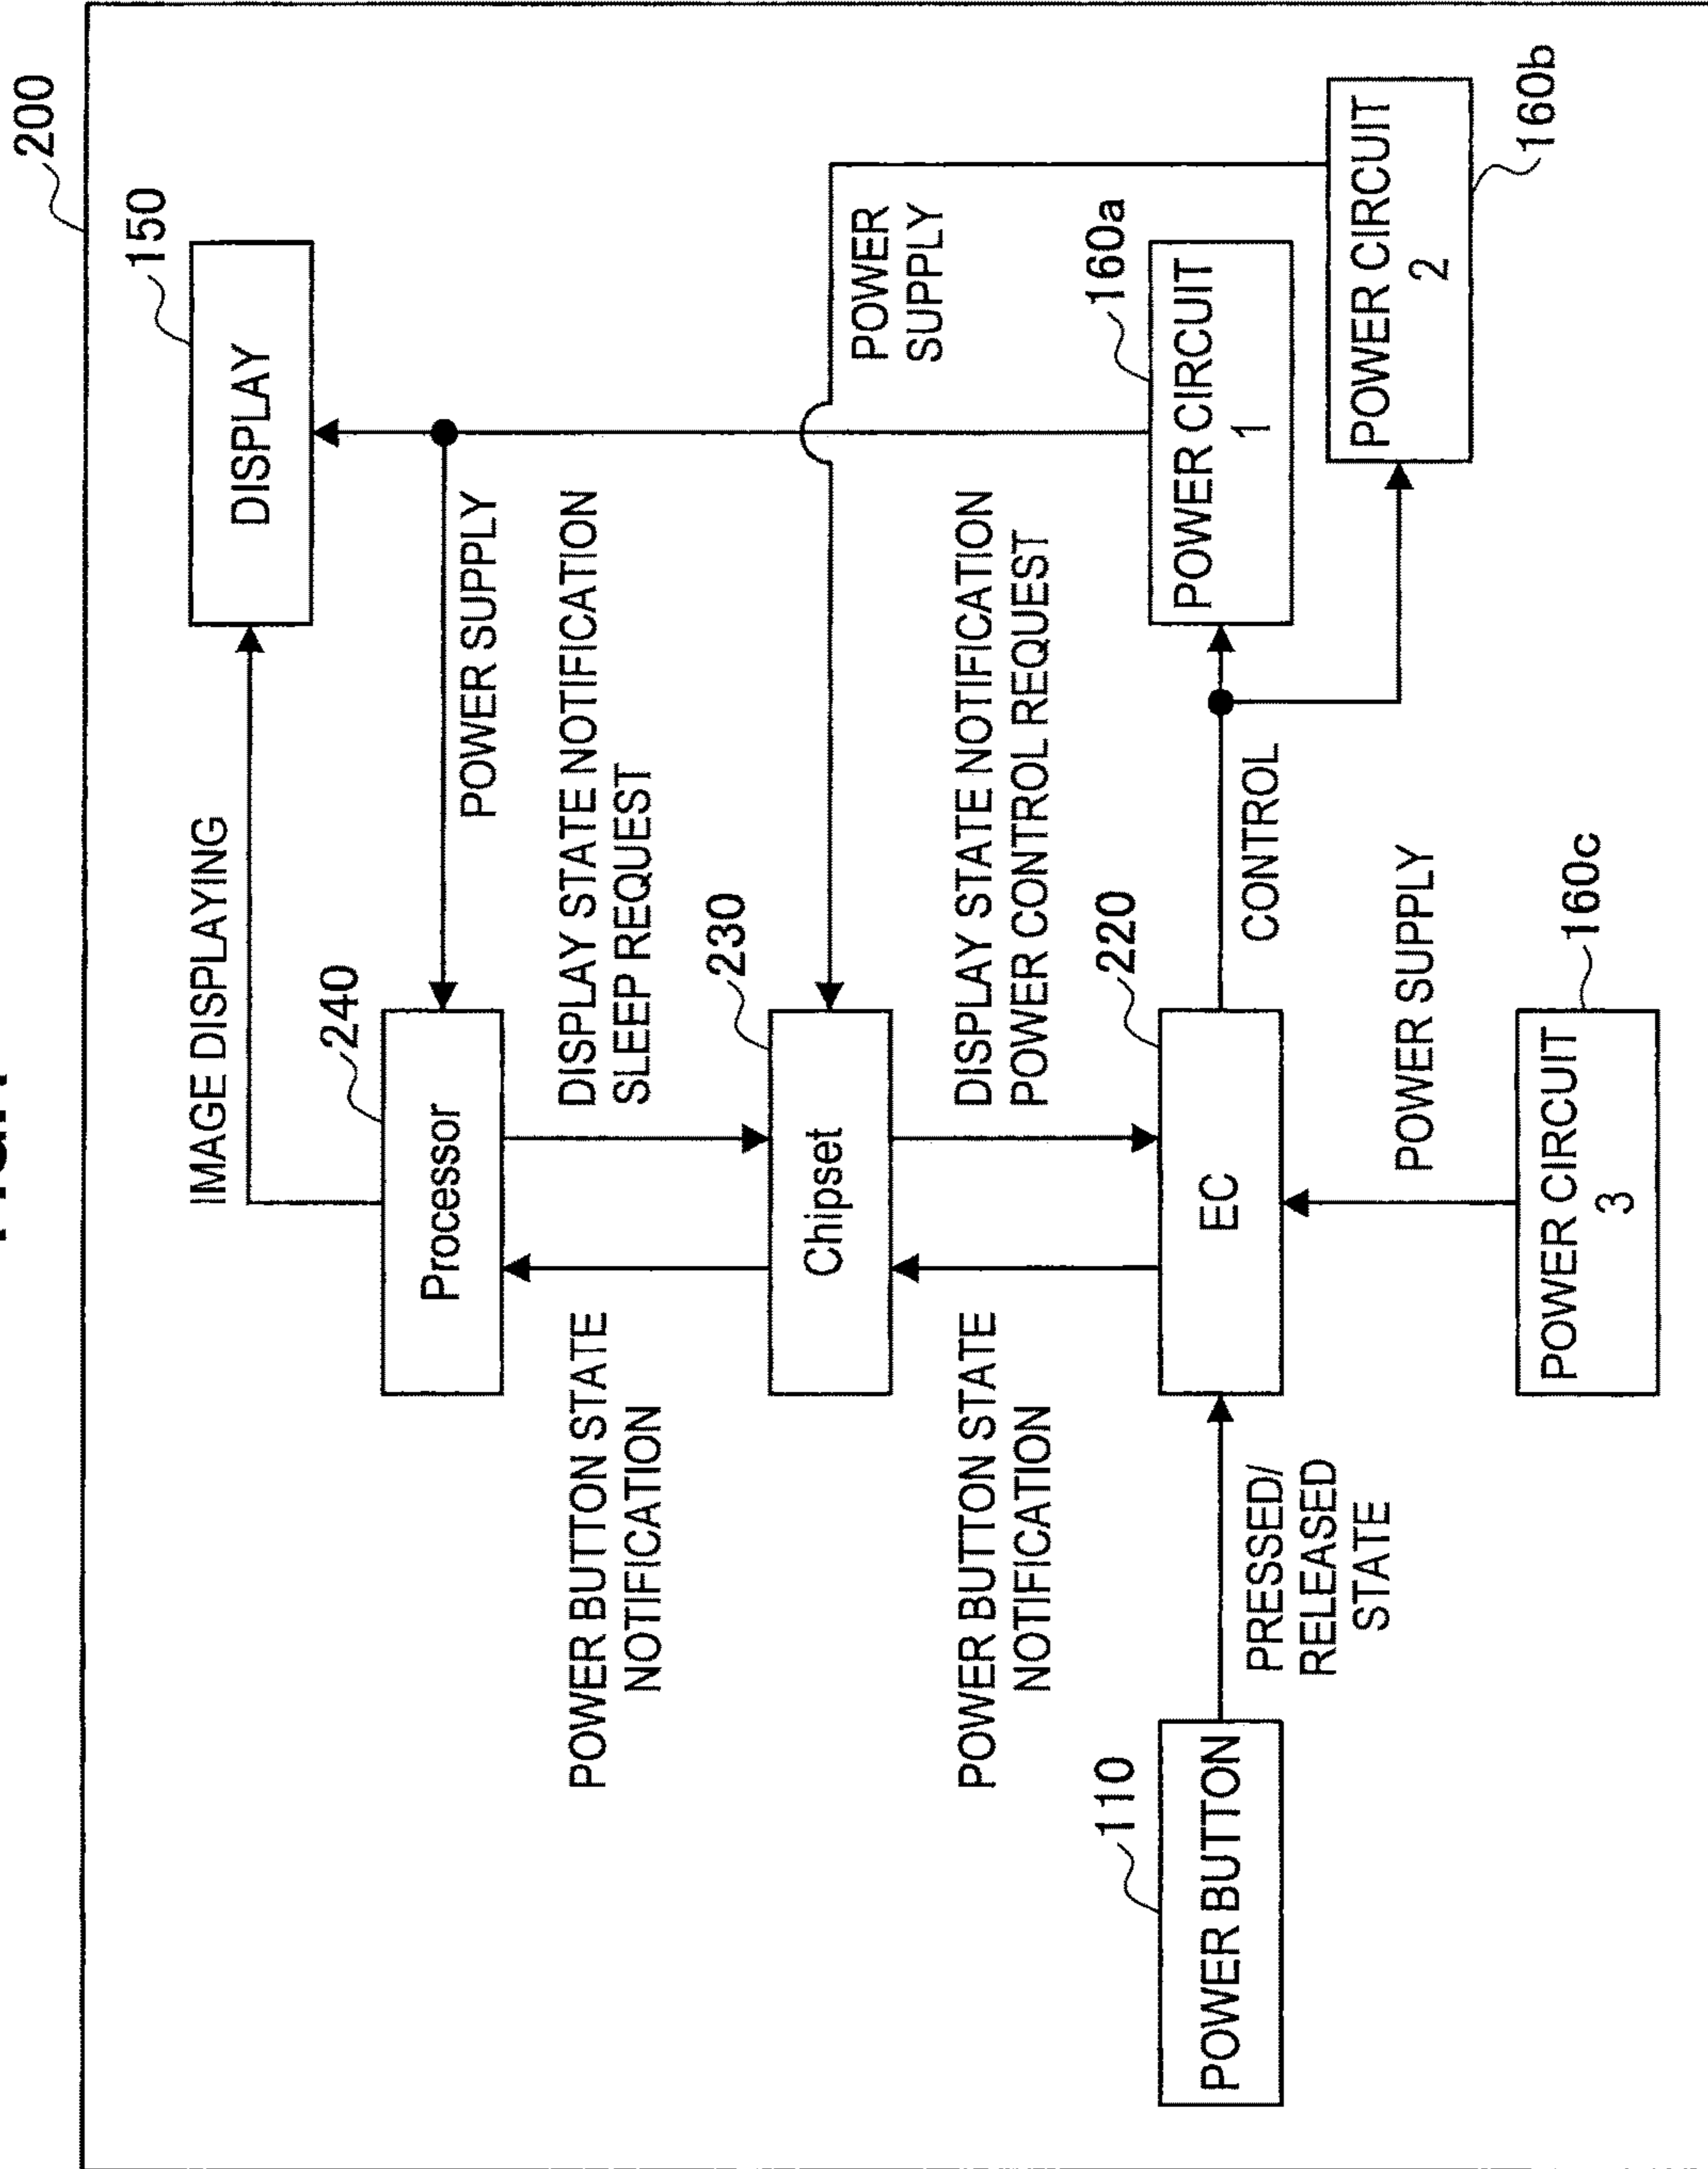 200
150
DISPLAY
IMAGE DISPLAYING
240
Processor
POWER SUPPLY
DISPLAY STATE NOTIFICATION
SLEEP REQUEST
POWER BUTTON STATE
NOTIFICATION
230
Chipset
POWER
SUPPLY
DISPLAY STATE NOTIFICATION
POWER CONTROL REQUEST
POWER BUTTON STATE
NOTIFICATION
110
POWER BUTTON
PRESSED/
RELEASED
STATE
220
EC
CONTROL
160a
POWER CIRCUIT
1
POWER CIRCUIT
2
160b
POWER SUPPLY
POWER CIRCUIT
3
160c